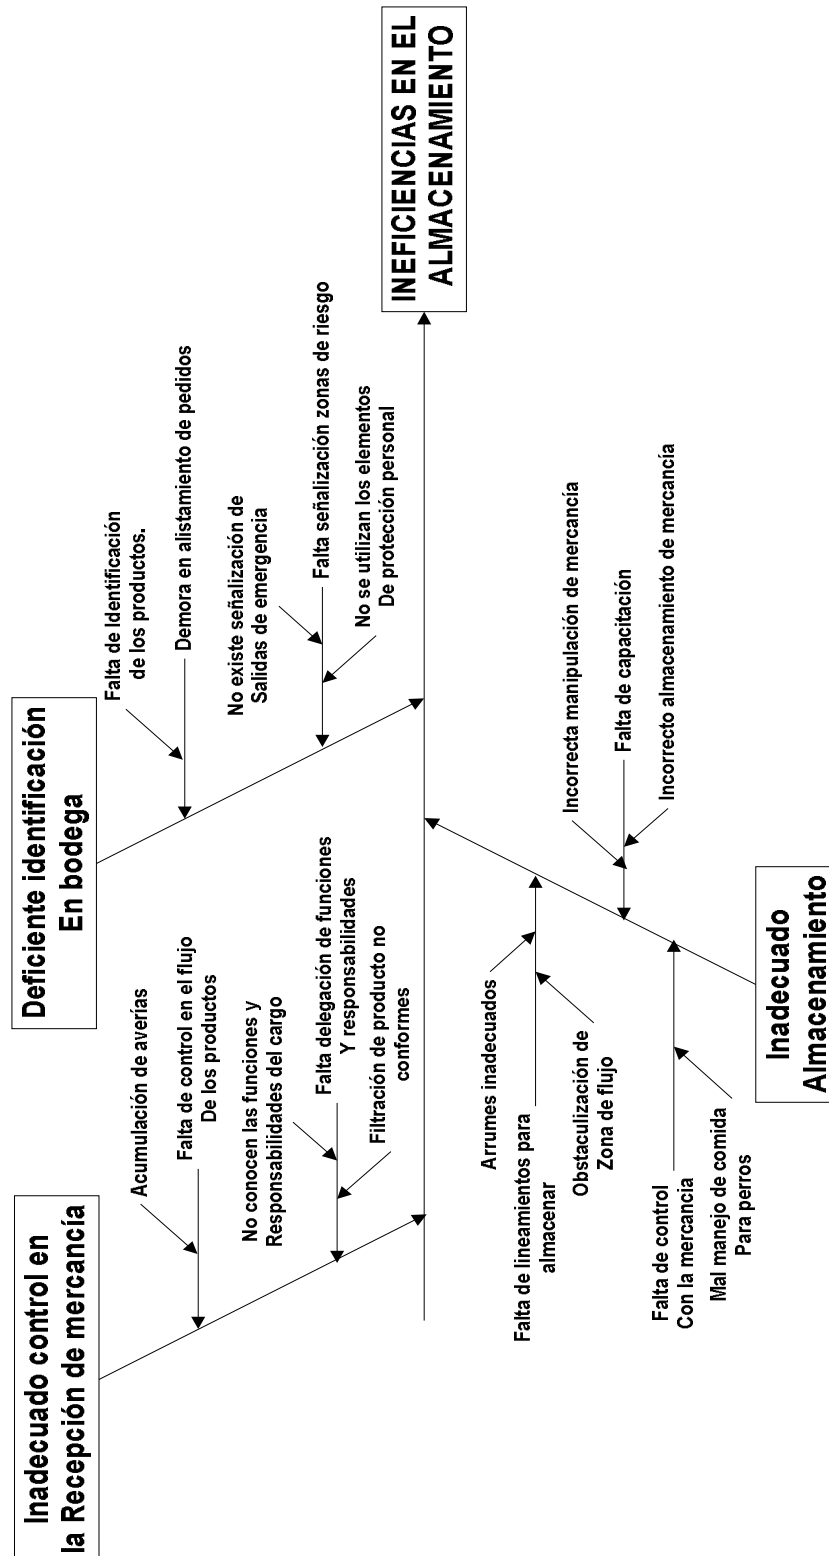 Inadecuado control en
la Recepción de mercancía
Acumulación de averías
Falta de control en el flujo
De los productos
No conocen las funciones y
Responsabilidades del cargo
Falta delegación de funciones
Y responsabilidades
Filtración de producto no
conformes
Deficiente identificación
En bodega
Falta de Identificación
de los productos.
Demora en alistamiento de pedidos
No existe señalización de
Salidas de emergencia
Falta señalización zonas de riesgo
No se utilizan los elementos
De protección personal
INEFICIENCIAS EN EL
ALMACENAMIENTO
Arrumes inadecuados
Falta de lineamientos para
almacenar
Obstaculización de
Zona de flujo
Incorrecta manipulación de mercancía
Falta de capacitación
Incorrecto almacenamiento de mercancía
Falta de control
Con la mercancia
Mal manejo de comida
Para perros
Inadecuado
Almacenamiento